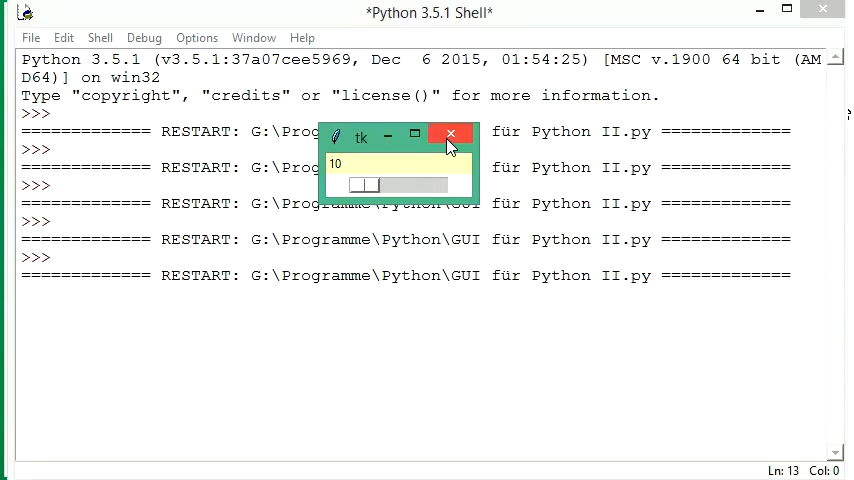 *Python 3.5.1 Shell*
File Edit Shell Debug Options Window Help
Python 3.5.1 (v3.5.1:37a07cee5969, Dec  6 2015, 01:54:25) [MSC v.1900 64 bit (AM
D64)] on win32
Type "copyright", "credits" or "license()" for more information.
>>>
============= RESTART: G:\Prog für Python II.py =============
>>>
============= RESTART: G:\Prog für Python II.py =============
>>>
============= RESTART: G:\Programme\Python\GUI für Python II.py =============
>>>
============= RESTART: G:\Programme\Python\GUI für Python II.py =============
>>>
============= RESTART: G:\Programme\Python\GUI für Python II.py =============
tk
10
Ln: 13 Col: 0